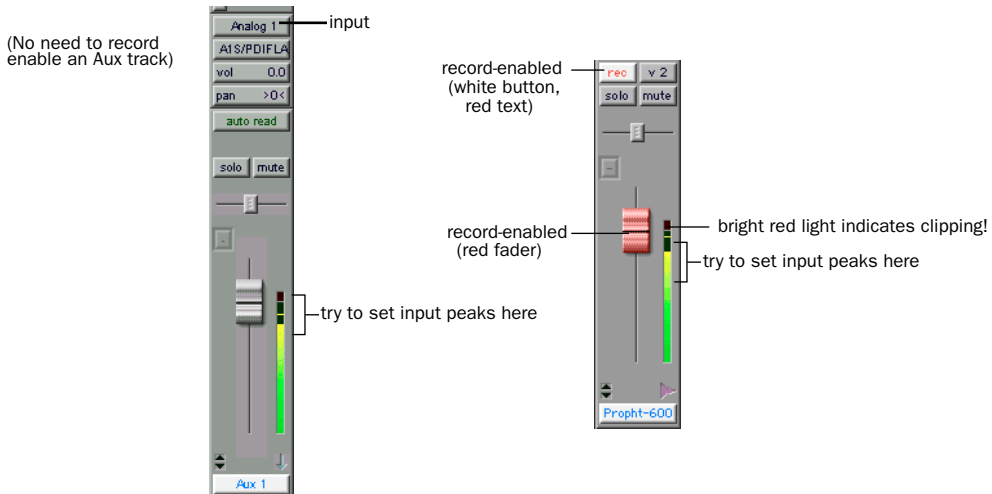 (No need to record
enable an Aux track)
Analog 1
input
A1S/PDIFLA
vol 0.0
pan >0<
auto read
solo mute
-
try to set input peaks here
Aux 1
record-enabled
(white button,
red text)
rec v 2
solo mute
-
record-enabled
(red fader)
bright red light indicates clipping!
try to set input peaks here
Propht-600